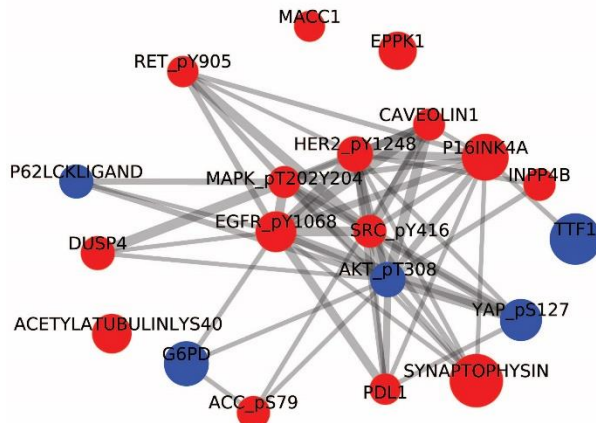 MACC1
EPPK1
RET_pY905
CAVEOLIN1
HER2_pY1248
P16INK4A
P62LCKLIGAND
MAPK_pT202Y204
INPP4B
EGFR_pY1068
SRC_pY416
TTF1
DUSP4
AKT_pT308
YAP_pS127
ACETYLATUBULINLYS40
G6PD
SYNAPTOPHYSIN
PDL1
ACC_pS79